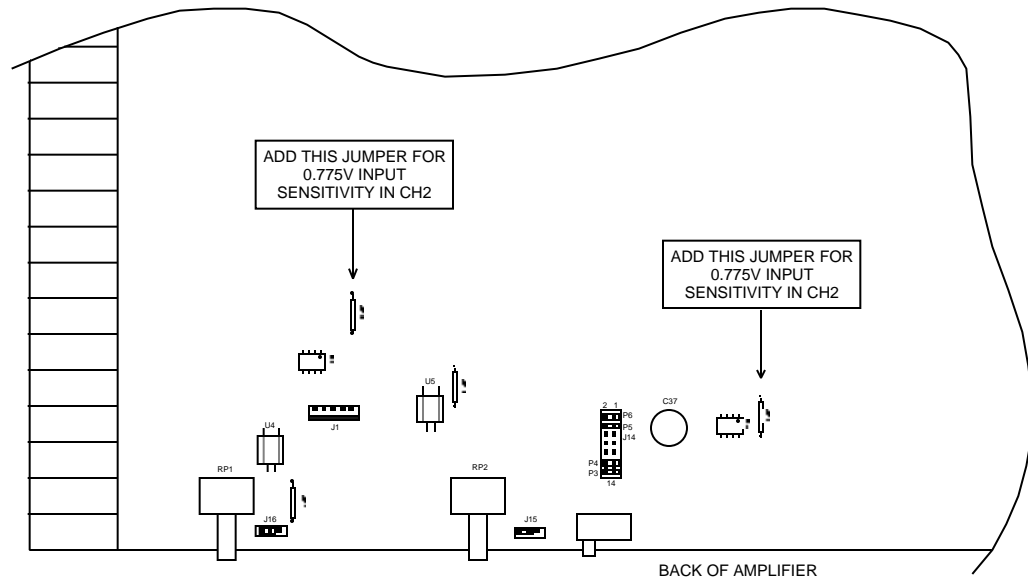 ADD THIS JUMPER FOR
0.775V INPUT
SENSITIVITY IN CH2
ADD THIS JUMPER FOR
0.775V INPUT
SENSITIVITY IN CH2
U5
C37
2 1
P6
P5
J14
J1
U4
P4
P3
RP1
RP2
14
J16
J15
BACK OF AMPLIFIER